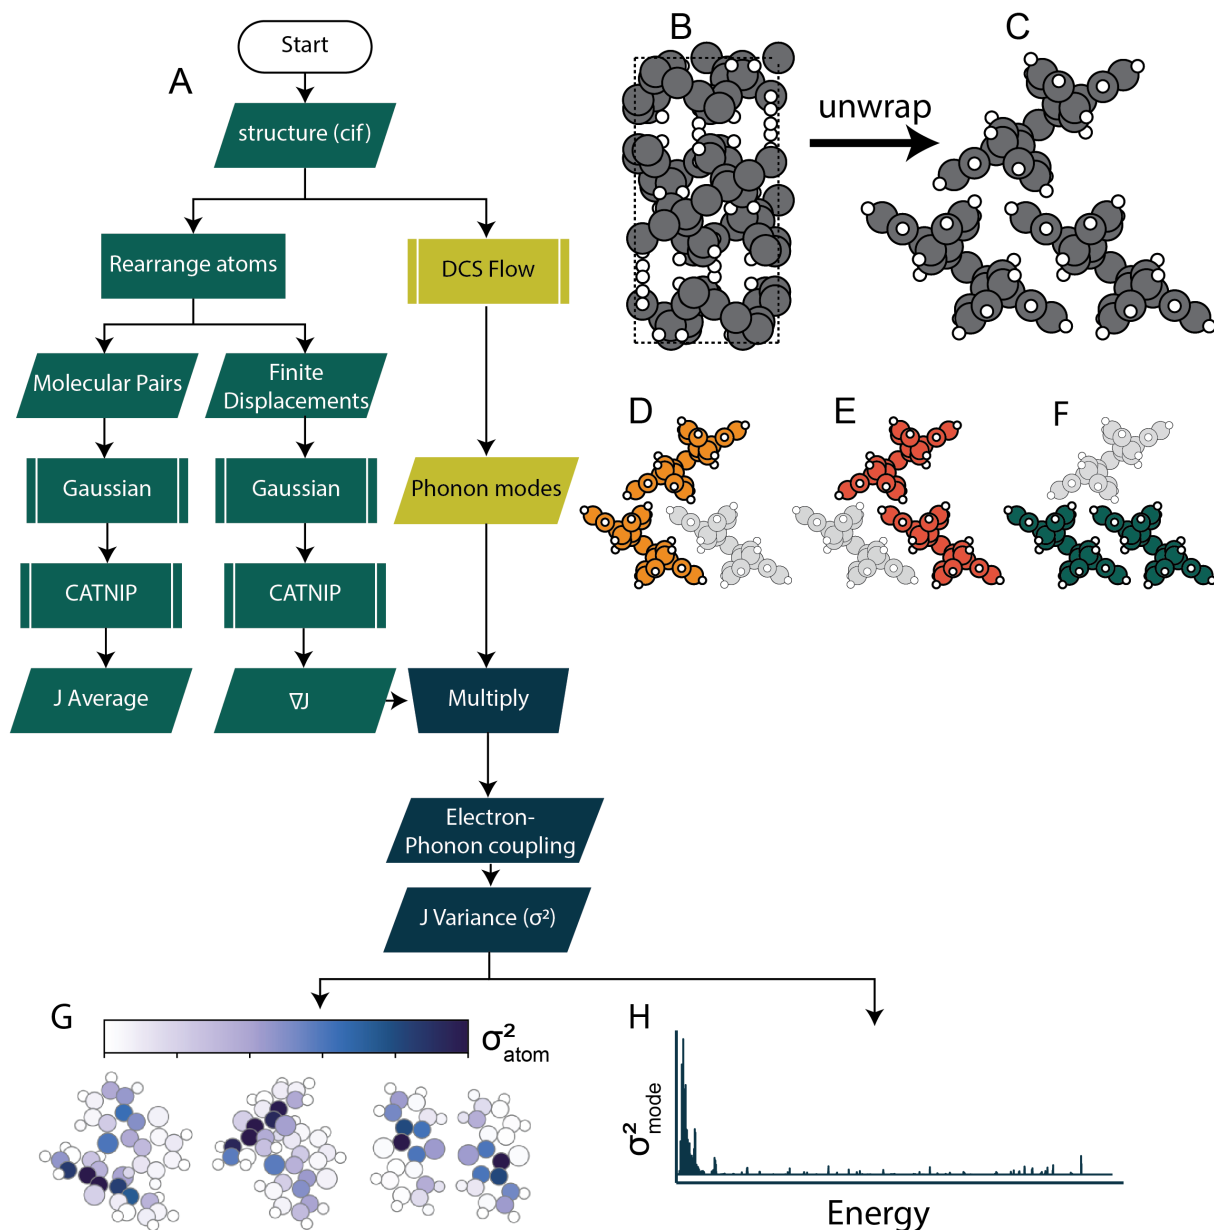 A
Start
structure (cif)
Rearrange atoms
DCS Flow
Molecular Pairs
Finite
Displacements
Gaussian
Gaussian
Phonon modes
CATNIP
CATNIP
J Average
∇J
Multiply
Electron-
Phonon coupling
J Variance (σ²)
B
unwrap
C
D
E
F
G
σ²atom
H
σ²mode
Energy